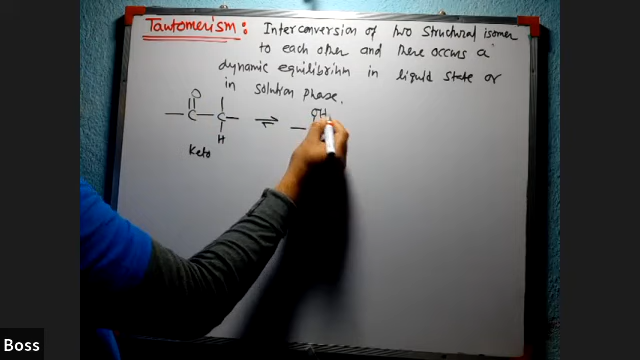 Tautomerism: Interconversion of two structural isomer
to each other and there occurs a
dynamic equilibrium in liquid state or
in solution phase.
O OH
— C — C — ⇌ —
H
Keto
Boss